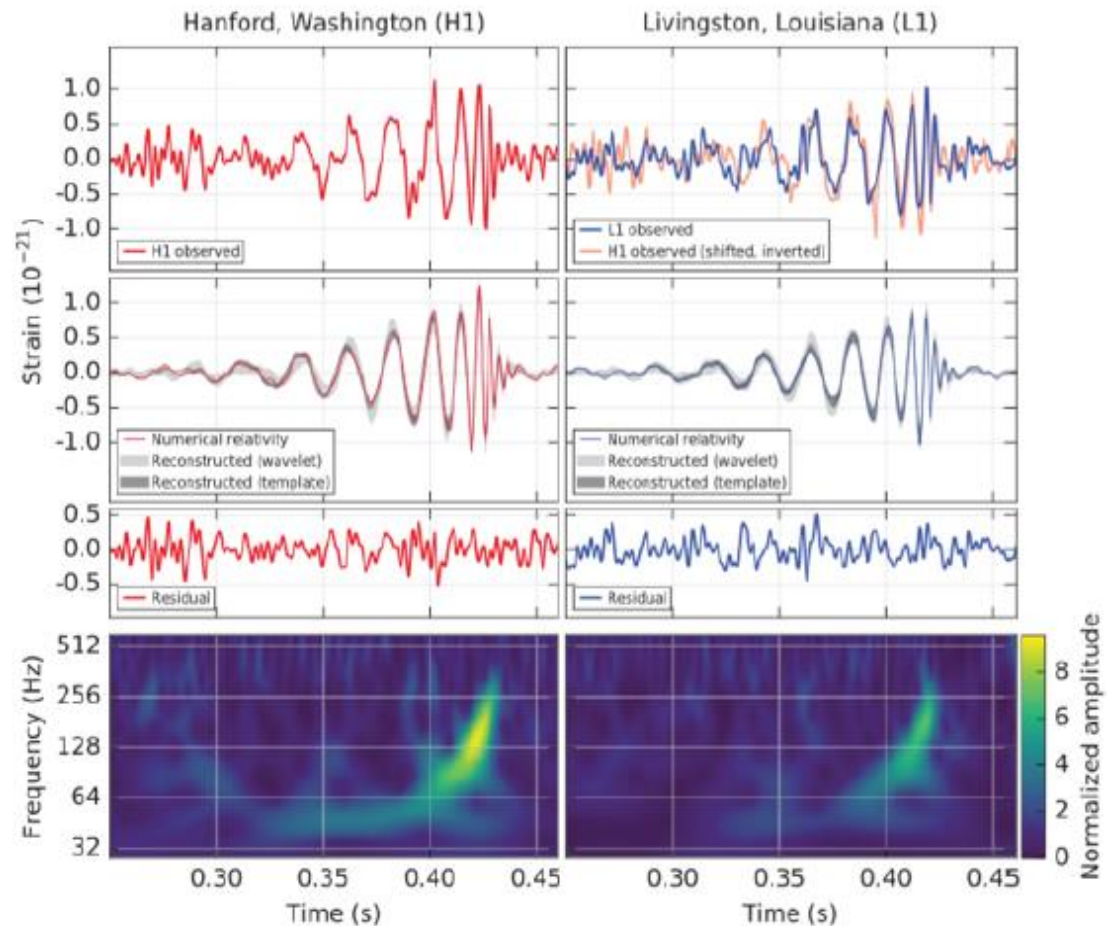 Hanford, Washington (H1)
Livingston, Louisiana (L1)
Strain (10⁻²¹)
1.0
0.5
0.0
-0.5
-1.0
H1 observed
L1 observed
H1 observed (shifted, inverted)
1.0
0.5
0.0
-0.5
-1.0
Numerical relativity
Reconstructed (wavelet)
Reconstructed (template)
Numerical relativity
Reconstructed (wavelet)
Reconstructed (template)
0.5
0.0
-0.5
Residual
Residual
Frequency (Hz)
512
256
128
64
32
Normalized amplitude
8
6
4
2
0
0.30
0.35
0.40
0.45
0.30
0.35
0.40
0.45
Time (s)
Time (s)